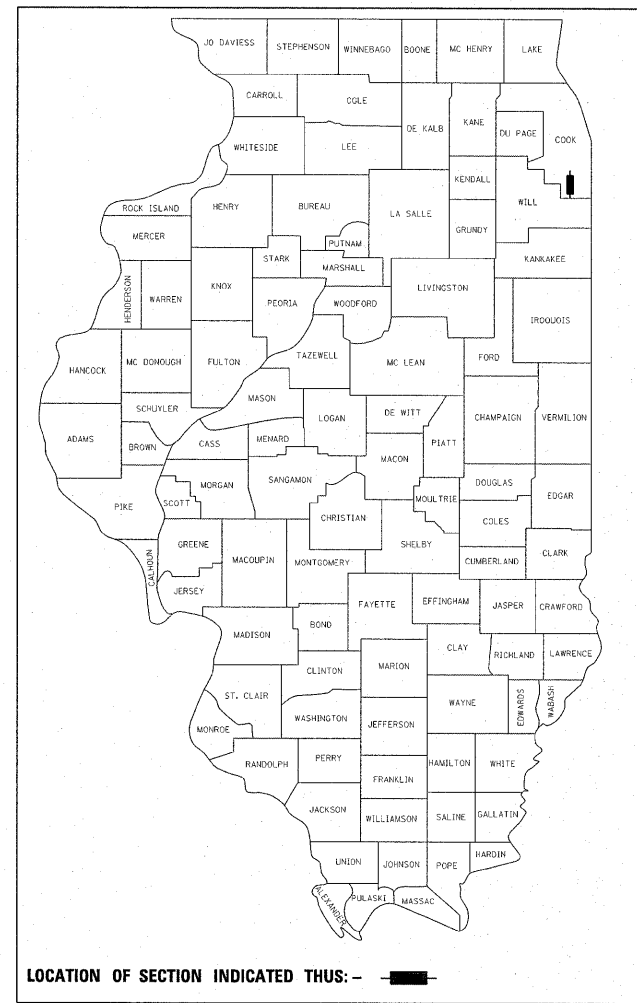 JO DAVIESS STEPHENSON WINNEBAGO BOONE MC HENRY LAKE
CARROLL OGLE DE KALB KANE DU PAGE COOK
WHITESIDE LEE
KENDALL WILL
ROCK ISLAND HENRY BUREAU LA SALLE GRUNDY
MERCER PUTNAM KANKAKEE
STARK MARSHALL
HENDERSON WARREN KNOX PEORIA WOODFORD LIVINGSTON IROQUOIS
HANCOCK MC DONOUGH FULTON TAZEWELL MC LEAN FORD
MASON
SCHUYLER LOGAN DE WITT CHAMPAIGN VERMILION
ADAMS BROWN CASS MENARD MACON PIATT
MORGAN SANGAMON DOUGLAS
PIKE SCOTT CHRISTIAN MOULTRIE COLES EDGAR
GREENE MACOUPIN MONTGOMERY SHELBY CUMBERLAND CLARK
CALHOUN JERSEY FAYETTE EFFINGHAM JASPER CRAWFORD
MADISON BOND
CLAY RICHLAND LAWRENCE
CLINTON MARION
ST. CLAIR WAYNE EDWARDS WABASH
WASHINGTON JEFFERSON
MONROE
RANDOLPH PERRY HAMILTON WHITE
FRANKLIN
JACKSON WILLIAMSON SALINE GALLATIN
UNION JOHNSON POPE HARDIN
ALEXANDER PULASKI MASSAC
LOCATION OF SECTION INDICATED THUS: -